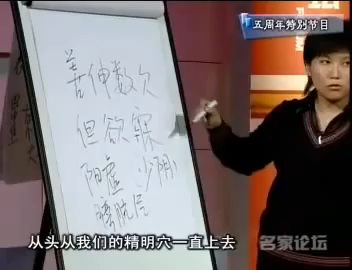 五周年特别节目
善伸数欠
但欲寐
阳虚 少阴
膀胱经
从头从我们的精明穴一直上去
名家论坛